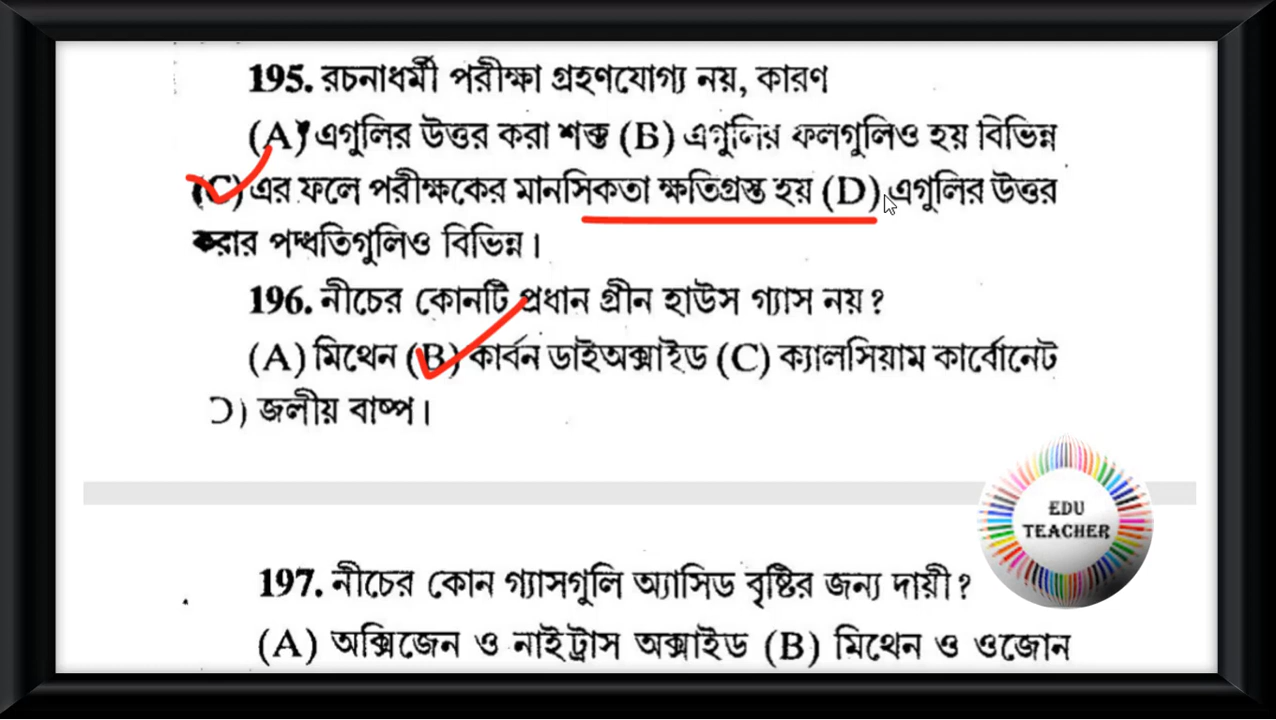 195. রচনাধর্মী পরীক্ষা গ্রহণযোগ্য নয়, কারণ
(A) এগুলির উত্তর করা শক্ত (B) এগুলির ফলগুলিও হয় বিভিন্ন
(C) এর ফলে পরীক্ষকের মানসিকতা ক্ষতিগ্রস্ত হয় (D) এগুলির উত্তর
করার পদ্ধতিগুলিও বিভিন্ন।
196. নীচের কোনটি প্রধান গ্রীন হাউস গ্যাস নয়?
(A) মিথেন (B) কার্বন ডাইঅক্সাইড (C) ক্যালসিয়াম কার্বোনেট
D) জলীয় বাষ্প।
EDU
TEACHER
197. নীচের কোন গ্যাসগুলি অ্যাসিড বৃষ্টির জন্য দায়ী?
(A) অক্সিজেন ও নাইট্রাস অক্সাইড (B) মিথেন ও ওজোন